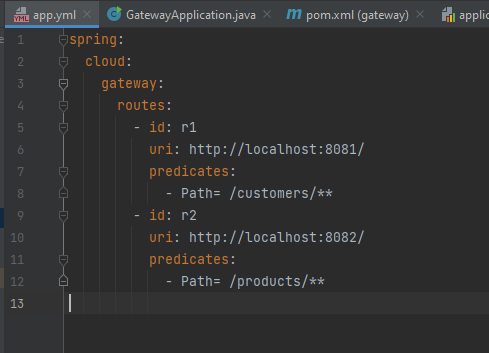 app.yml GatewayApplication.java pom.xml (gateway) applic
1 spring:
2 cloud:
3 gateway:
4 routes:
5 - id: r1
6 uri: http://localhost:8081/
7 predicates:
8 - Path= /customers/**
9 - id: r2
10 uri: http://localhost:8082/
11 predicates:
12 - Path= /products/**
13